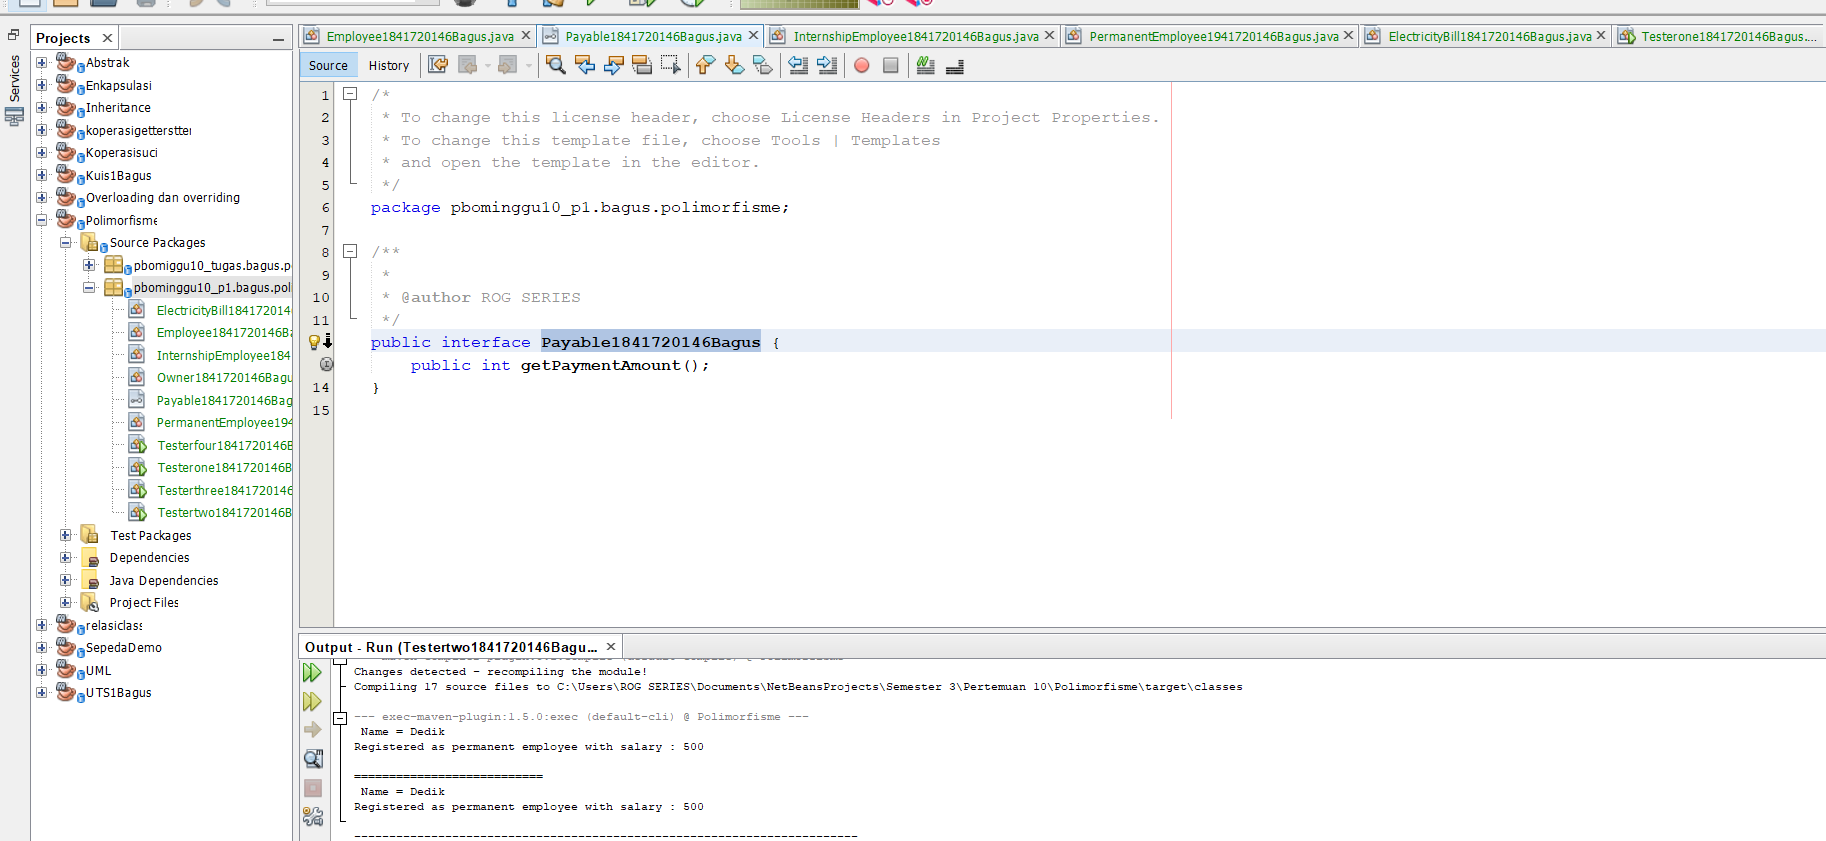 Services
Projects
Abstrak
Enkapsulasi
Inheritance
koperasigetterstter
Koperasisuci
Kuis1Bagus
Overloading dan overriding
Polimorfisme
Source Packages
pbomiggu10_tugas.bagus.p
pbominggu10_p1.bagus.pol
ElectricityBill18417201
Employee1841720146B
InternshipEmployee184
Owner1841720146Bagu
Payable1841720146Bag
PermanentEmployee194
Testerfour1841720146B
Testerone1841720146B
Testerthree184172014
Testertwo1841720146B
Test Packages
Dependencies
Java Dependencies
Project Files
relasiclass
SepedaDemo
UML
UTS1Bagus
Employee1841720146Bagus.java Payable1841720146Bagus.java InternshipEmployee1841720146Bagus.java PermanentEmployee1941720146Bagus.java ElectricityBill1841720146Bagus.java Testerone1841720146Bagus....
Source History
1 /*
2 * To change this license header, choose License Headers in Project Properties.
3 * To change this template file, choose Tools | Templates
4 * and open the template in the editor.
5 */
6 package pbominggu10_p1.bagus.polimorfisme;
7
8 /**
9 *
10 * @author ROG SERIES
11 */
public interface Payable1841720146Bagus {
public int getPaymentAmount();
14 }
15
Output - Run (Testertwo1841720146Bagu...
Changes detected - recompiling the module!
Compiling 17 source files to C:\Users\ROG SERIES\Documents\NetBeansProjects\Semester 3\Pertemuan 10\Polimorfisme\target\classes
--- exec-maven-plugin:1.5.0:exec (default-cli) @ Polimorfisme ---
Name = Dedik
Registered as permanent employee with salary : 500
===========================
Name = Dedik
Registered as permanent employee with salary : 500
------------------------------------------------------------------------